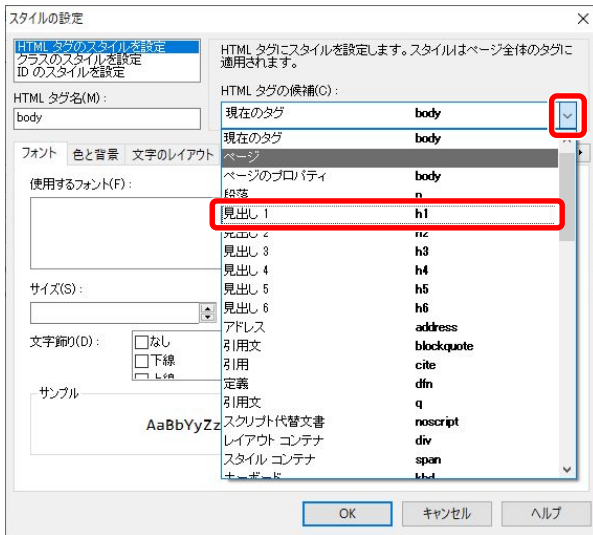 スタイルの設定
HTML タグのスタイルを設定
クラスのスタイルを設定
ID のスタイルを設定
HTML タグにスタイルを設定します。スタイルはページ全体のタグに
適用されます。
HTML タグ名(M):
body
HTML タグの候補(C):
現在のタグ body
現在のタグ body
ページ
ページのプロパティ body
段落 p
見出し 1 h1
見出し 2 h2
見出し 3 h3
見出し 4 h4
見出し 5 h5
見出し 6 h6
アドレス address
引用文 blockquote
引用 cite
定義 dfn
引用文 q
スクリプト代替文書 noscript
レイアウト コンテナ div
スタイル コンテナ span
キーボード kbd
フォント 色と背景 文字のレイアウト
使用するフォント(F):
サイズ(S):
文字飾り(D):
なし
下線
上線
サンプル
AaBbYyZz
OK キャンセル ヘルプ